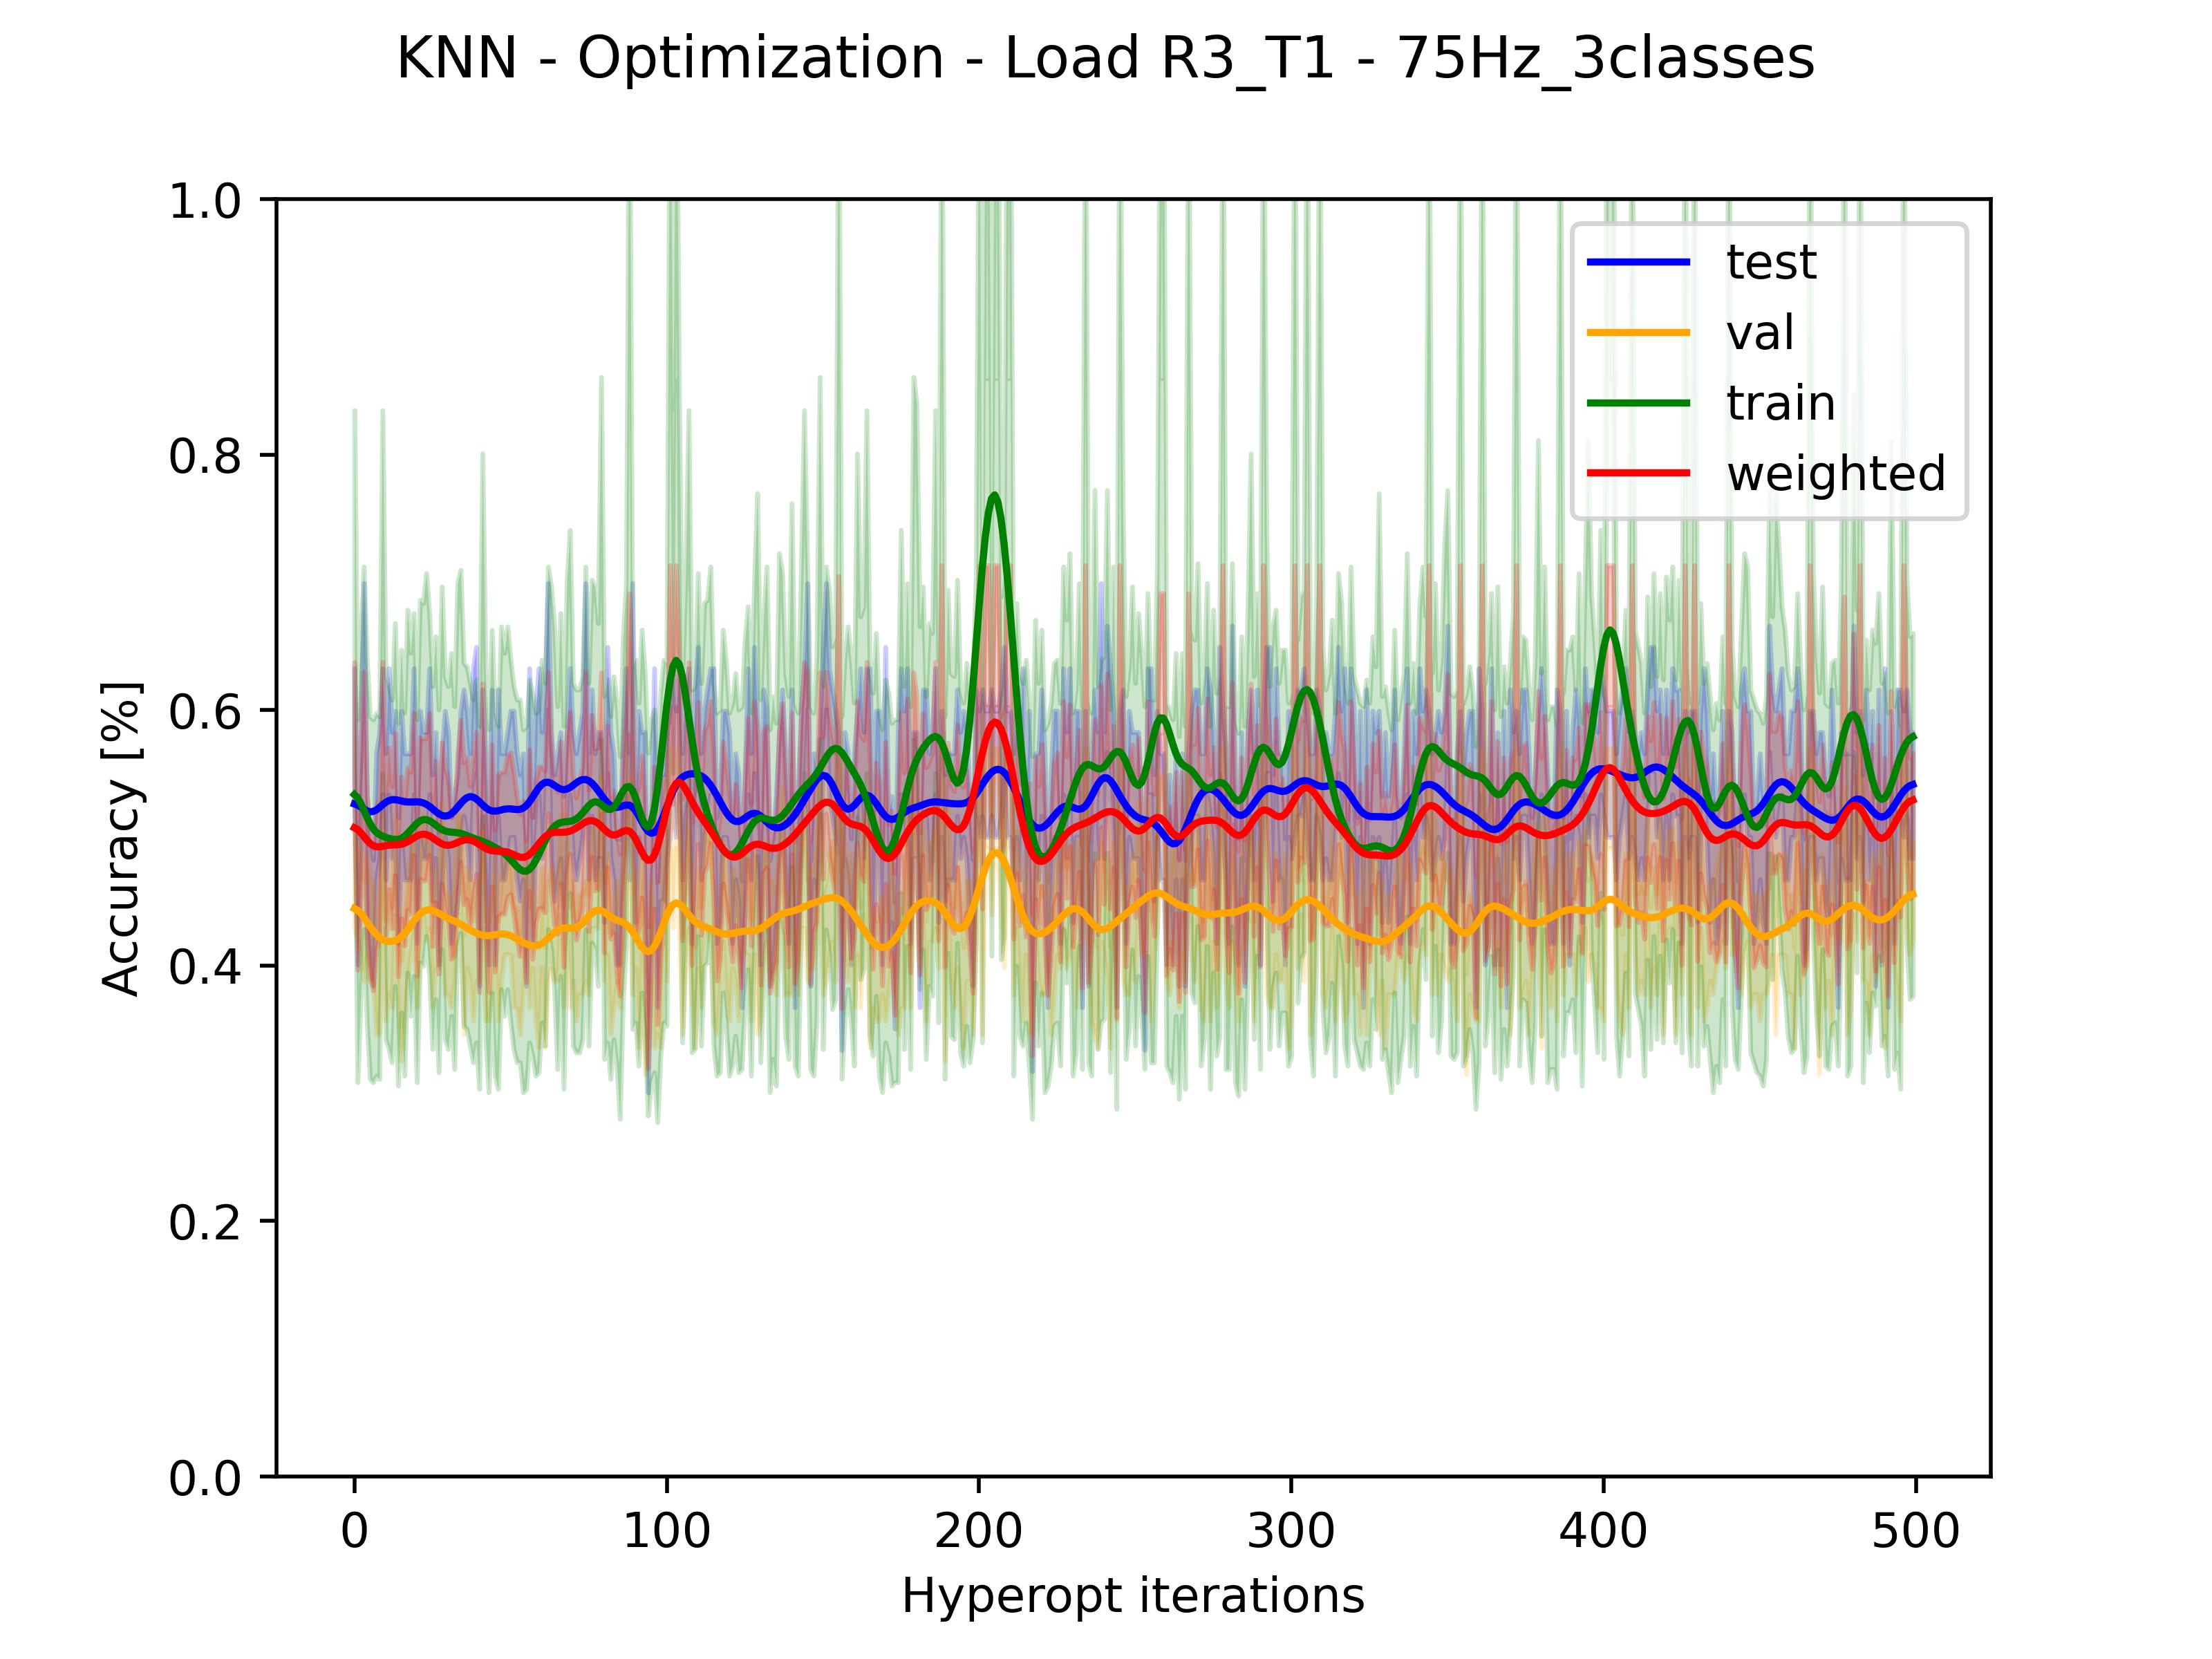 KNN - Optimization - Load R3_T1 - 75Hz_3classes
1.0
0.8
0.6
0.4
0.2
0.0
Accuracy [%]
test
val
train
weighted
0 100 200 300 400 500
Hyperopt iterations